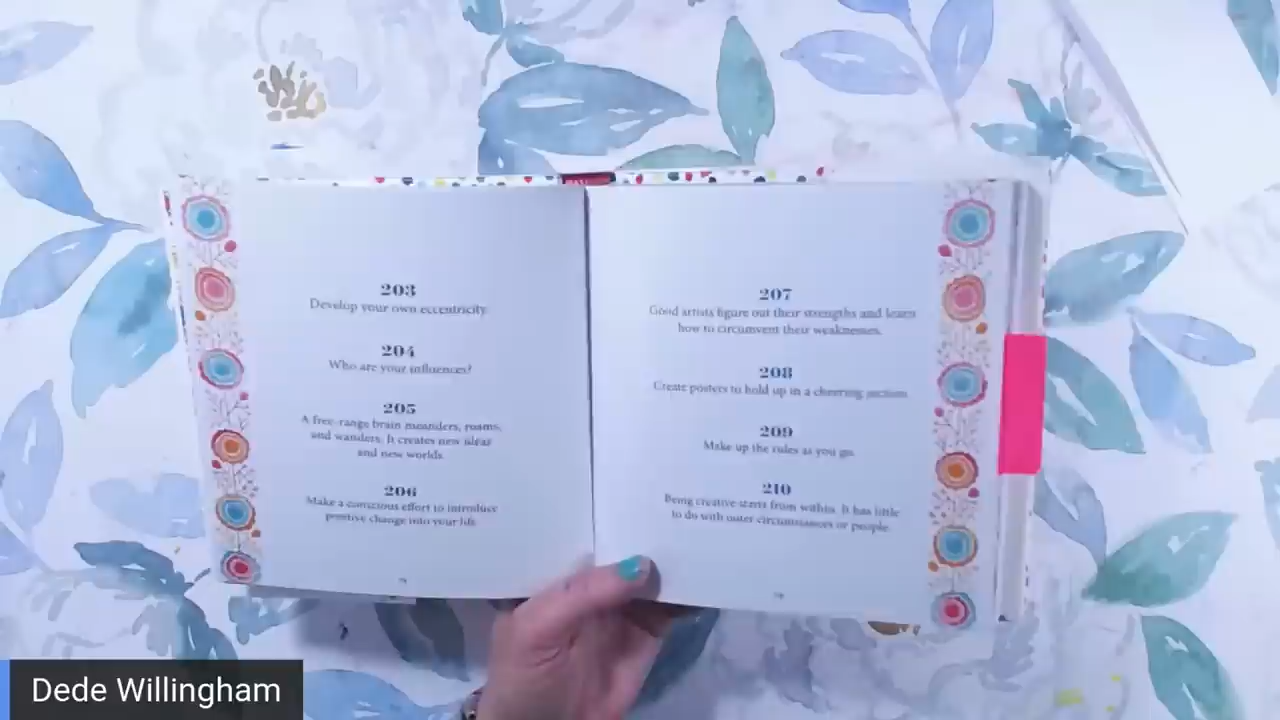 203
Develop your own eccentricity.
204
Who are your influences?
205
A free-range brain meanders, roams,
and wanders. It creates new ideas
and new worlds.
206
Make a conscious effort to introduce
positive change into your life.
207
Good artists figure out their strengths and learn
how to circumvent their weaknesses.
208
Create posters to hold up in a cheering section.
209
Make up the rules as you go.
210
Being creative starts from within. It has little
to do with outer circumstances or people.
Dede Willingham